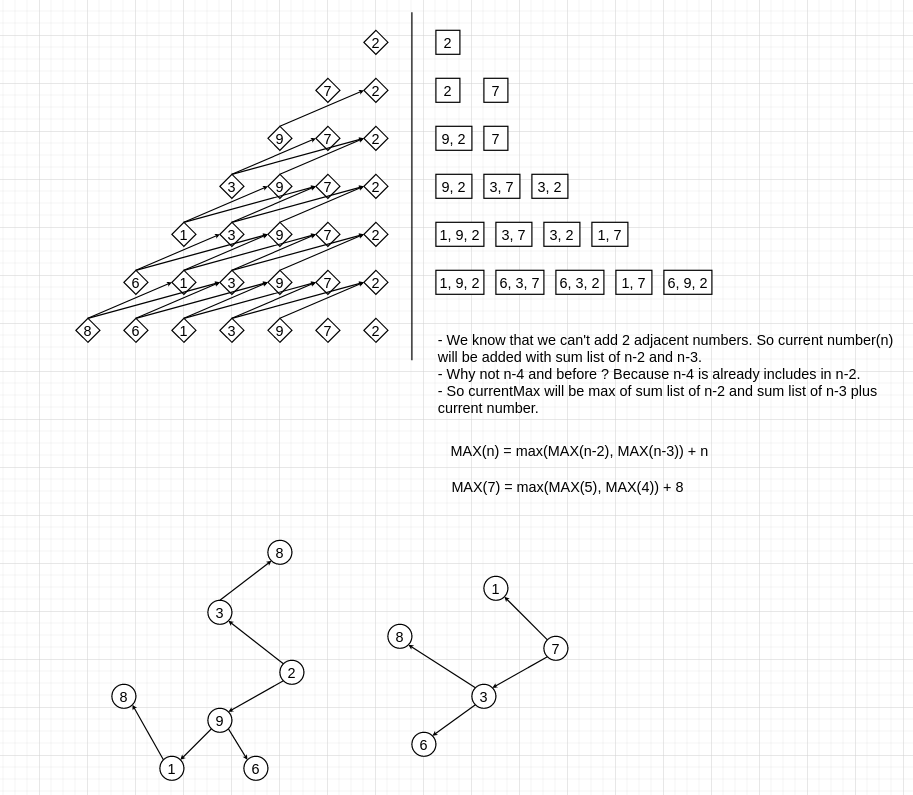 2 2
7 2 2 7
9 7 2 9, 2 7
3 9 7 2 9, 2 3, 7 3, 2
1 3 9 7 2 1, 9, 2 3, 7 3, 2 1, 7
6 1 3 9 7 2 1, 9, 2 6, 3, 7 6, 3, 2 1, 7 6, 9, 2
8 6 1 3 9 7 2
- We know that we can't add 2 adjacent numbers. So current number(n)
will be added with sum list of n-2 and n-3.
- Why not n-4 and before ? Because n-4 is already includes in n-2.
- So currentMax will be max of sum list of n-2 and sum list of n-3 plus
current number.
MAX(n) = max(MAX(n-2), MAX(n-3)) + n
MAX(7) = max(MAX(5), MAX(4)) + 8
8
1
3
8
7
2
8
3
9
6
1
6